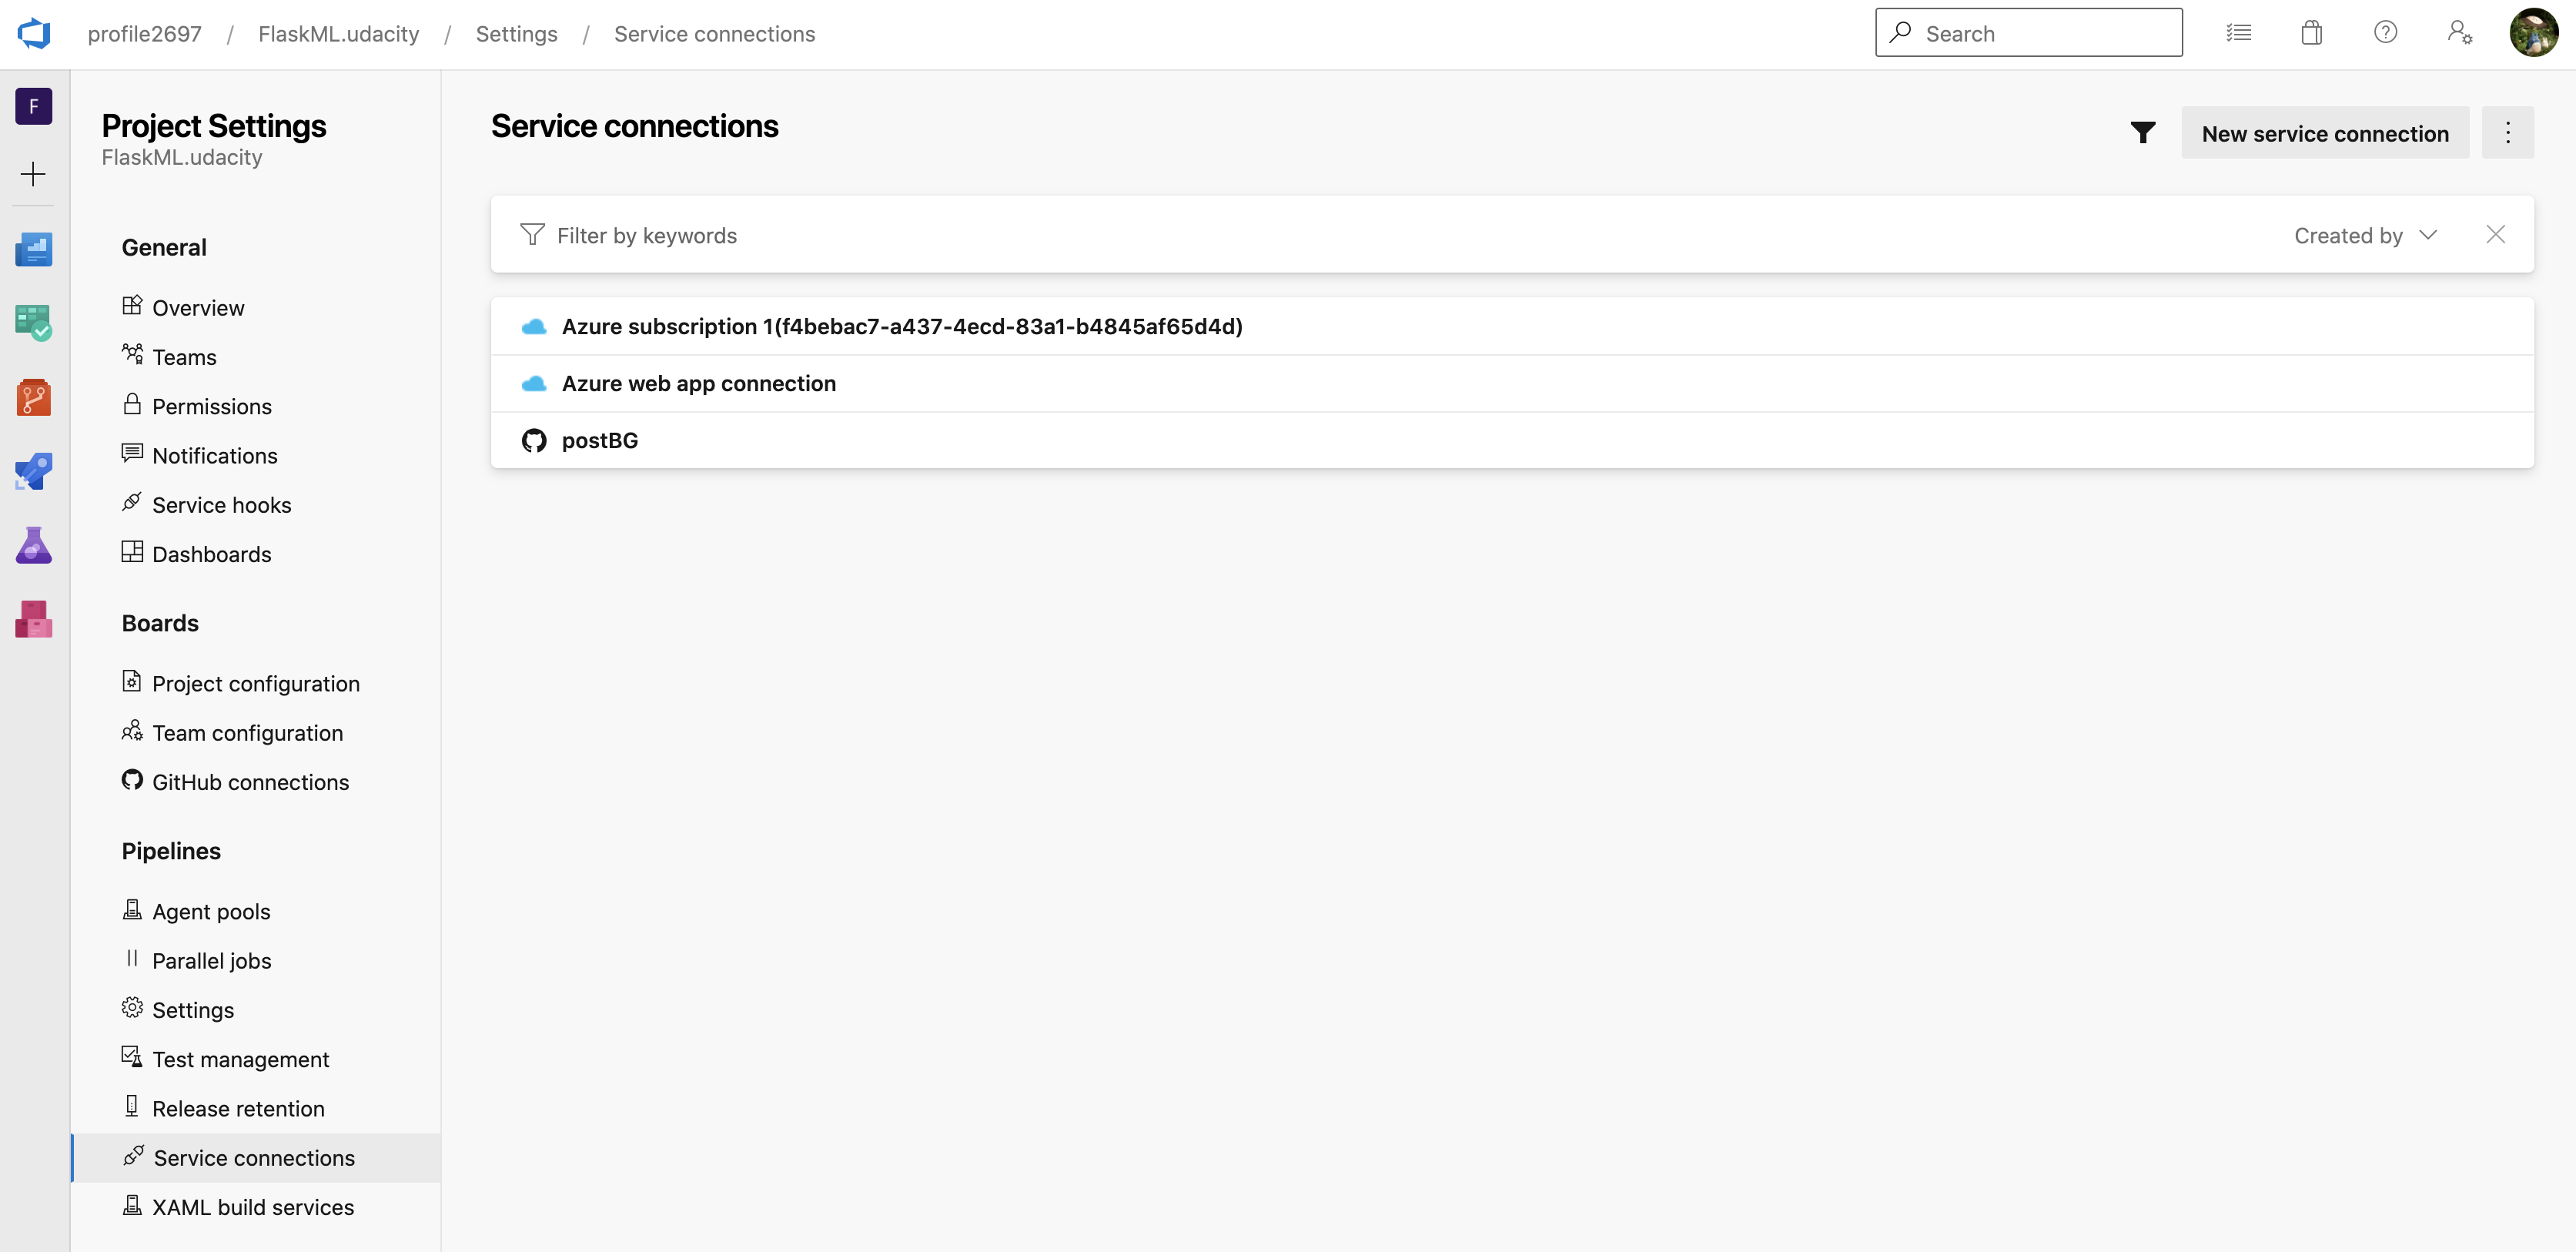 profile2697 / FlaskML.udacity / Settings / Service connections
Search
F
Project Settings
FlaskML.udacity
General
Overview
Teams
Permissions
Notifications
Service hooks
Dashboards
Boards
Project configuration
Team configuration
GitHub connections
Pipelines
Agent pools
Parallel jobs
Settings
Test management
Release retention
Service connections
XAML build services
Service connections
New service connection
Filter by keywords
Created by
Azure subscription 1(f4bebac7-a437-4ecd-83a1-b4845af65d4d)
Azure web app connection
postBG